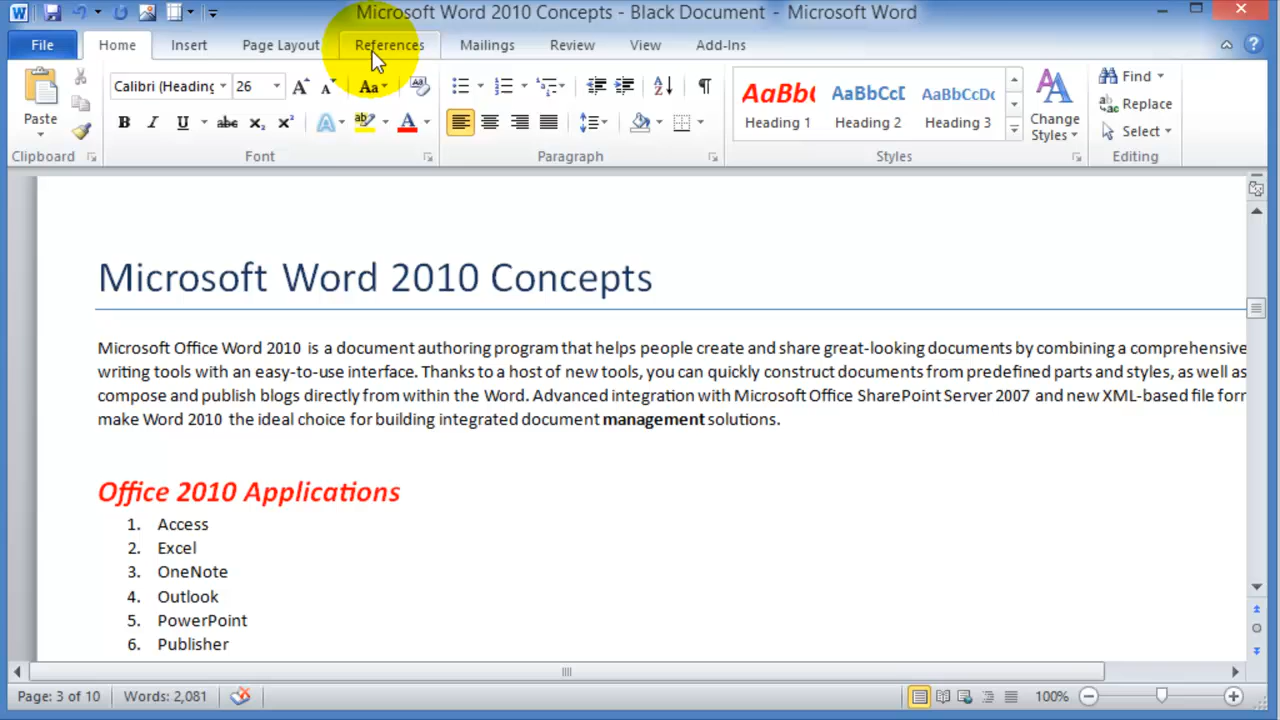 Microsoft Word 2010 Concepts - Black Document - Microsoft Word
File Home Insert Page Layout References Mailings Review View Add-Ins
Paste
Clipboard
Calibri (Heading 26
Aa
B I U abc x₂ x² A ab A
Font
Paragraph
AaBbC AaBbCcD AaBbCcDc
Heading 1 Heading 2 Heading 3
Change Styles
Styles
Find
Replace
Select
Editing
Microsoft Word 2010 Concepts
Microsoft Office Word 2010 is a document authoring program that helps people create and share great-looking documents by combining a comprehensive
writing tools with an easy-to-use interface. Thanks to a host of new tools, you can quickly construct documents from predefined parts and styles, as well as
compose and publish blogs directly from within the Word. Advanced integration with Microsoft Office SharePoint Server 2007 and new XML-based file for
make Word 2010 the ideal choice for building integrated document management solutions.
Office 2010 Applications
1. Access
2. Excel
3. OneNote
4. Outlook
5. PowerPoint
6. Publisher
Page: 3 of 10 Words: 2,081 100%